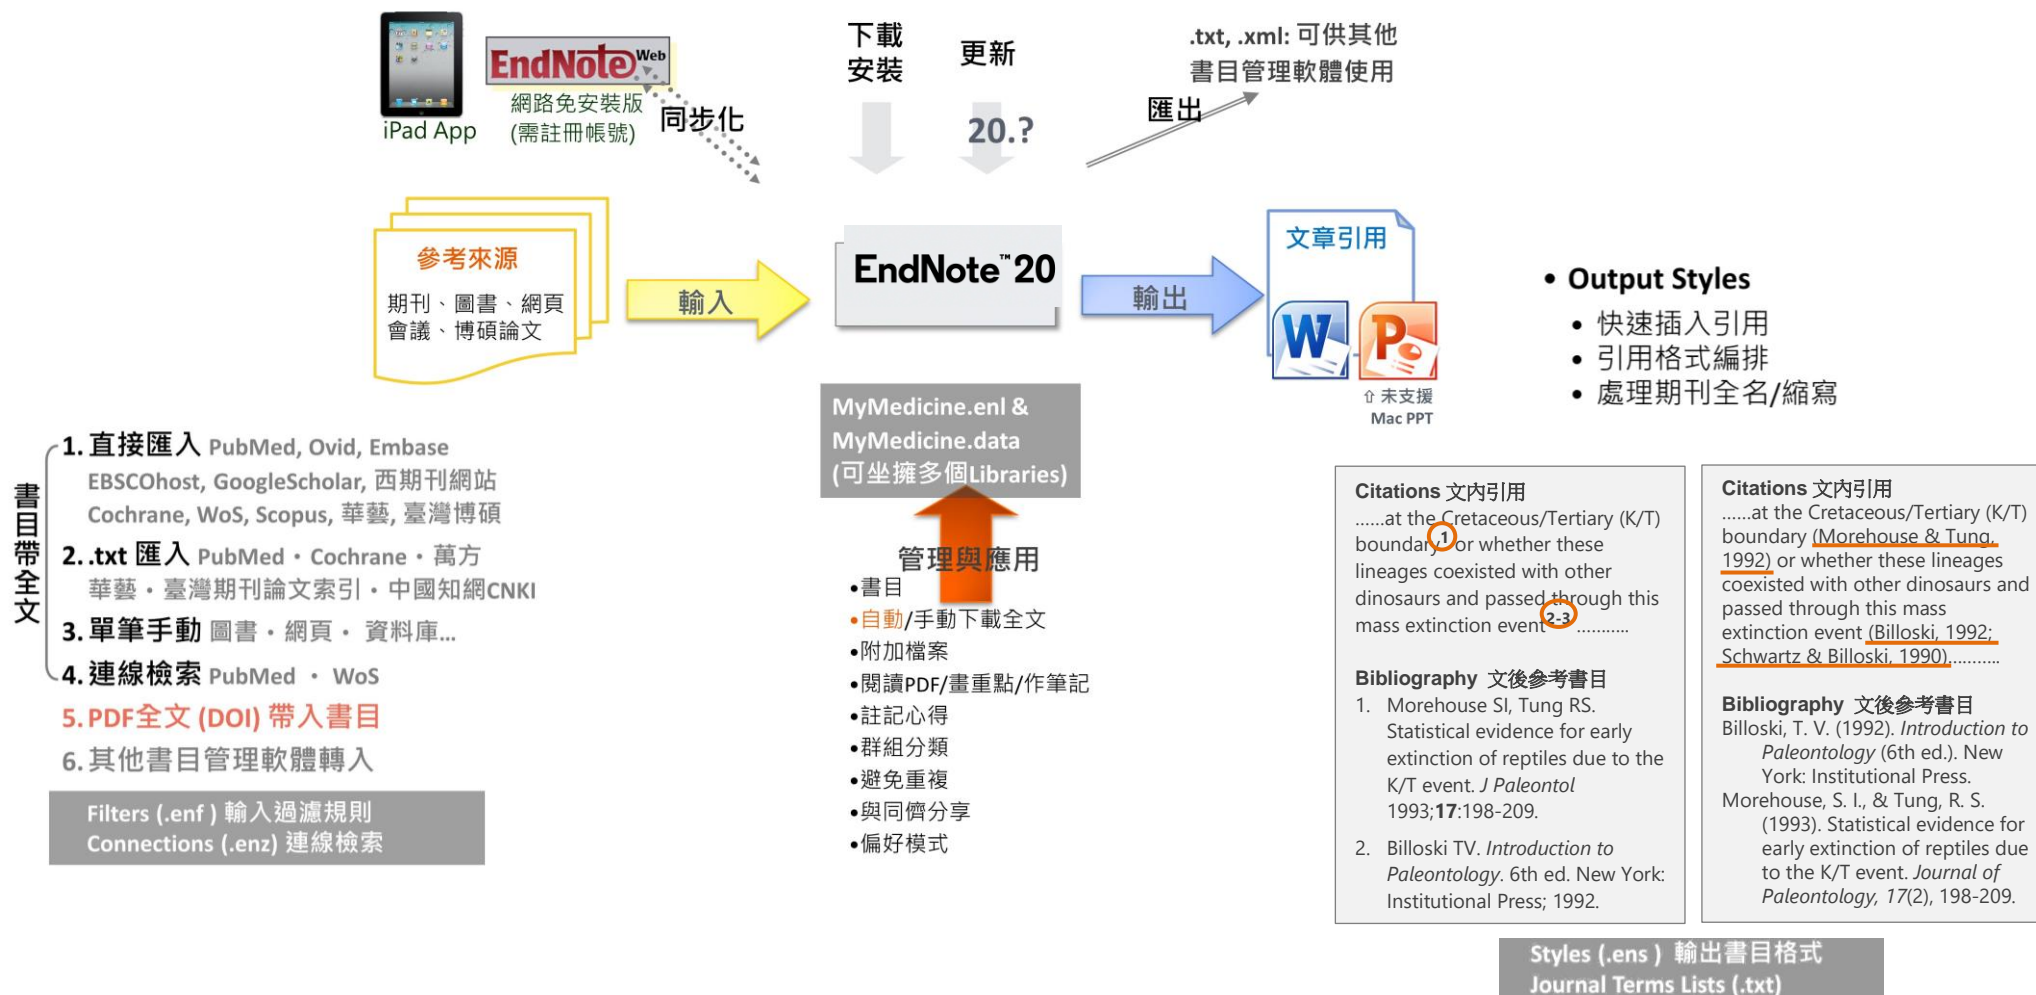 EndNote Web
網路免安裝版
(需註冊帳號)
iPad App
同步化
下載
安裝
更新
20.?
.txt, .xml: 可供其他
書目管理軟體使用
匯出
參考來源
期刊、圖書、網頁
會議、博碩論文
輸入
EndNote™20
輸出
文章引用
W
P
⇧ 未支援
Mac PPT
• Output Styles
• 快速插入引用
• 引用格式編排
• 處理期刊全名/縮寫
MyMedicine.enl &
MyMedicine.data
(可坐擁多個Libraries)
管理與應用
•書目
•自動/手動下載全文
•附加檔案
•閱讀PDF/畫重點/作筆記
•註記心得
•群組分類
•避免重複
•與同儕分享
•偏好模式
書目帶全文
1. 直接匯入 PubMed, Ovid, Embase
EBSCOhost, GoogleScholar, 西期刊網站
Cochrane, WoS, Scopus, 華藝, 臺灣博碩
2. .txt 匯入 PubMed・Cochrane・萬方
華藝・臺灣期刊論文索引・中國知網CNKI
3. 單筆手動 圖書・網頁・ 資料庫...
4. 連線檢索 PubMed ・ WoS
5. PDF全文 (DOI) 帶入書目
6. 其他書目管理軟體轉入
Filters (.enf ) 輸入過濾規則
Connections (.enz) 連線檢索
Citations 文內引用
......at the Cretaceous/Tertiary (K/T)
boundary 1 or whether these
lineages coexisted with other
dinosaurs and passed through this
mass extinction event 2-3 ...........
Bibliography 文後參考書目
1. Morehouse SI, Tung RS.
Statistical evidence for early
extinction of reptiles due to the
K/T event. J Paleontol
1993;17:198-209.
2. Billoski TV. Introduction to
Paleontology. 6th ed. New York:
Institutional Press; 1992.
Citations 文內引用
......at the Cretaceous/Tertiary (K/T)
boundary (Morehouse & Tung,
1992) or whether these lineages
coexisted with other dinosaurs and
passed through this mass
extinction event (Billoski, 1992;
Schwartz & Billoski, 1990)...........
Bibliography 文後參考書目
Billoski, T. V. (1992). Introduction to
Paleontology (6th ed.). New
York: Institutional Press.
Morehouse, S. I., & Tung, R. S.
(1993). Statistical evidence for
early extinction of reptiles due
to the K/T event. Journal of
Paleontology, 17(2), 198-209.
Styles (.ens ) 輸出書目格式
Journal Terms Lists (.txt)